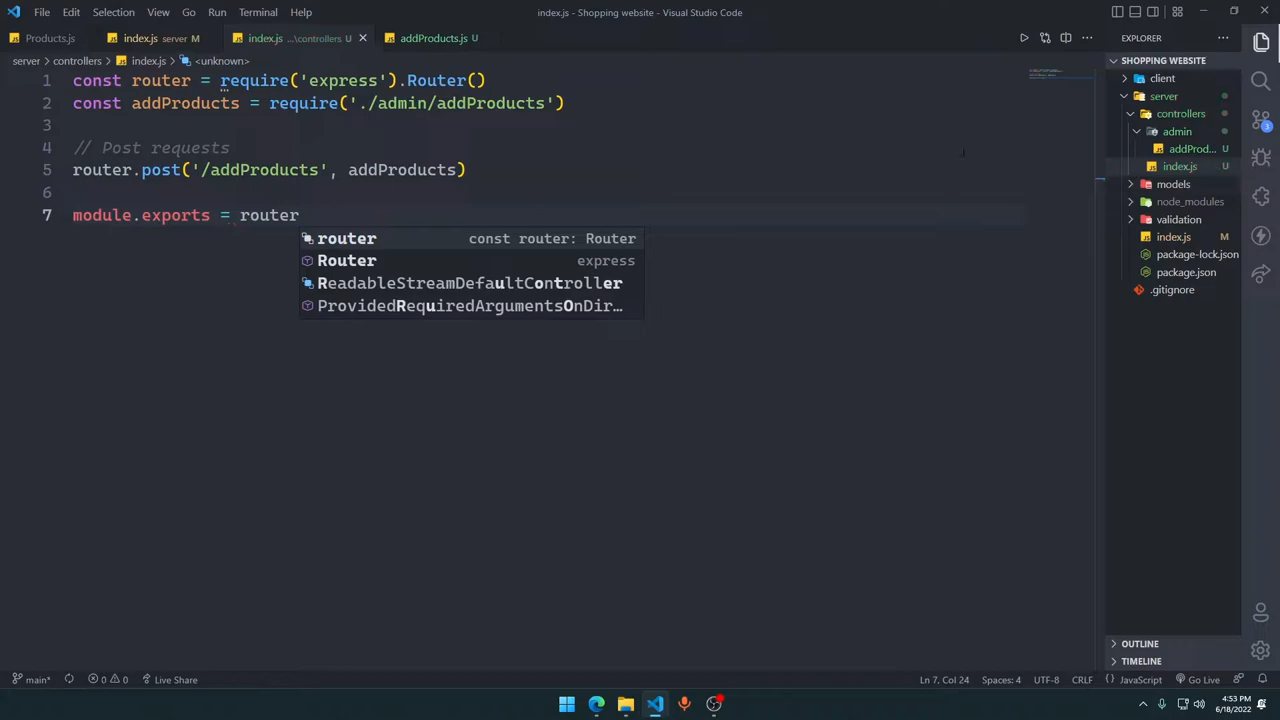 File Edit Selection View Go Run Terminal Help
index.js - Shopping website - Visual Studio Code
Products.js
index.js server M
index.js ...\controllers U
addProducts.js U
server controllers index.js <unknown>
1 const router = require('express').Router()
2 const addProducts = require('./admin/addProducts')
3
4 // Post requests
5 router.post('/addProducts', addProducts)
6
7 module.exports = router
router const router: Router
Router express
ReadableStreamDefaultController
ProvidedRequiredArgumentsOnDir...
EXPLORER
SHOPPING WEBSITE
client
server
controllers
admin
addProd... U
index.js U
models
node_modules
validation
index.js M
package-lock.json
package.json
.gitignore
OUTLINE
TIMELINE
3
main* 0 0 Live Share
Ln 7, Col 24 Spaces: 4 UTF-8 CRLF {} JavaScript Go Live
4:53 PM
6/18/2022